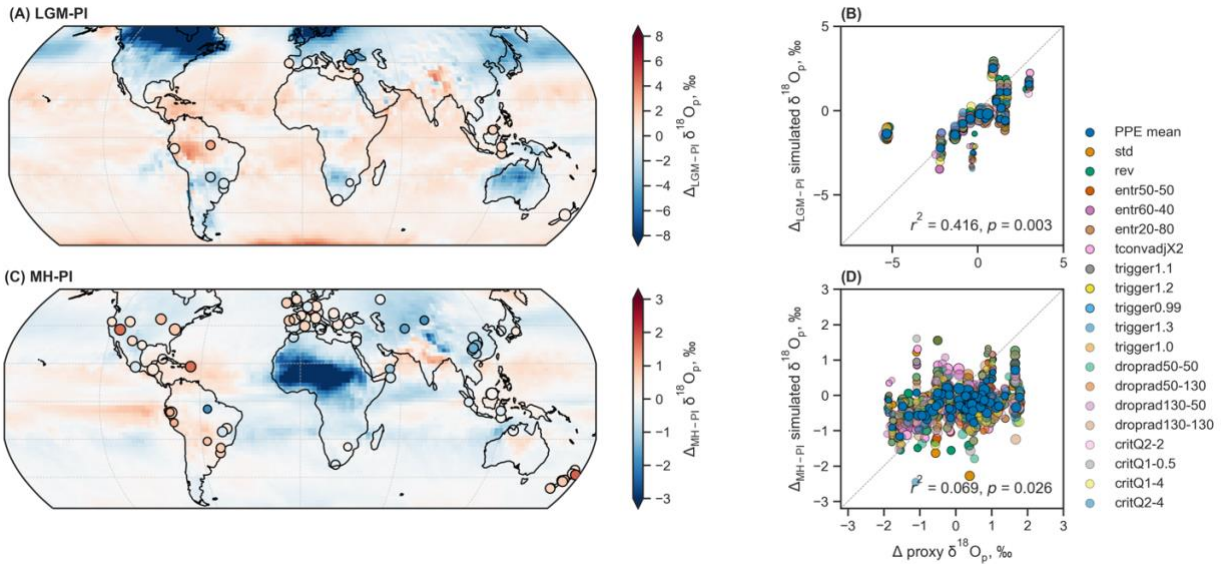 (A) LGM-PI
8
6
4
2
0
−2
−4
−6
−8
Δ_LGM−PI δ¹⁸Oₚ, ‰
(B)
5
0
−5
Δ_LGM−PI simulated δ¹⁸Oₚ, ‰
r² = 0.416, p = 0.003
−5 0 5
(C) MH-PI
3
2
1
0
−1
−2
−3
Δ_MH−PI δ¹⁸Oₚ, ‰
(D)
3
2
1
0
−1
−2
−3
Δ_MH−PI simulated δ¹⁸Oₚ, ‰
r² = 0.069, p = 0.026
−3 −2 −1 0 1 2 3
Δ proxy δ¹⁸Oₚ, ‰
PPE mean
std
rev
entr50-50
entr60-40
entr20-80
tconvadjX2
trigger1.1
trigger1.2
trigger0.99
trigger1.3
trigger1.0
droprad50-50
droprad50-130
droprad130-50
droprad130-130
critQ2-2
critQ1-0.5
critQ1-4
critQ2-4